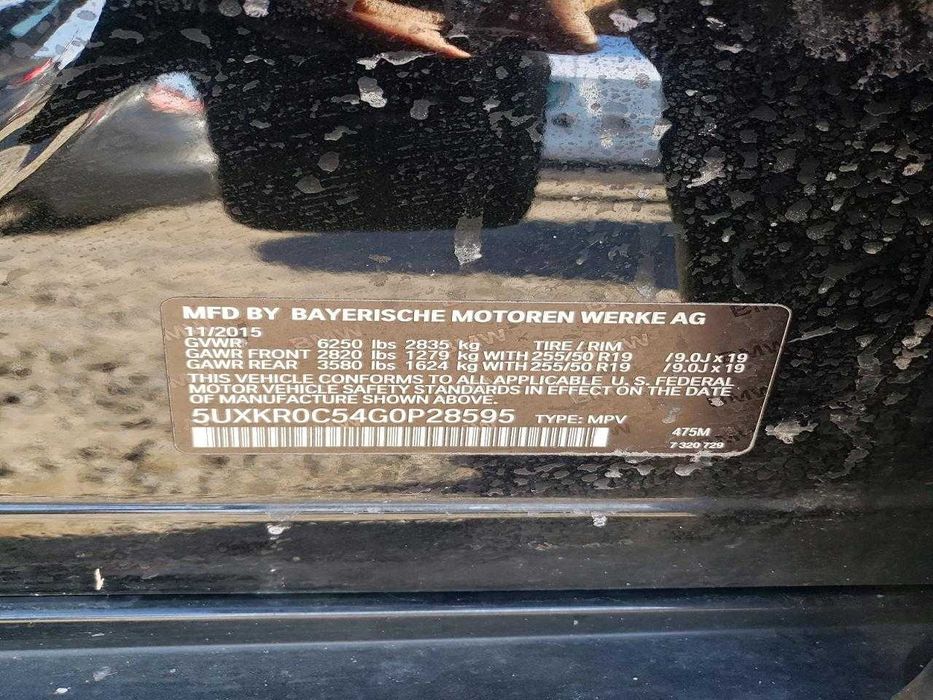 MFD BY BAYERISCHE MOTOREN WERKE AG
11/2015
GVWR 6250 lbs 2835 kg TIRE / RIM
GAWR FRONT 2820 lbs 1279 kg WITH 255/50 R19 /9.0J x 19
GAWR REAR 3580 lbs 1624 kg WITH 255/50 R19 /9.0J x 19
THIS VEHICLE CONFORMS TO ALL APPLICABLE U.S. FEDERAL
MOTOR VEHICLE SAFETY STANDARDS IN EFFECT ON THE DATE
OF MANUFACTURE SHOWN ABOVE.
5UXKR0C54G0P28595 TYPE: MPV
475M
7 320 729